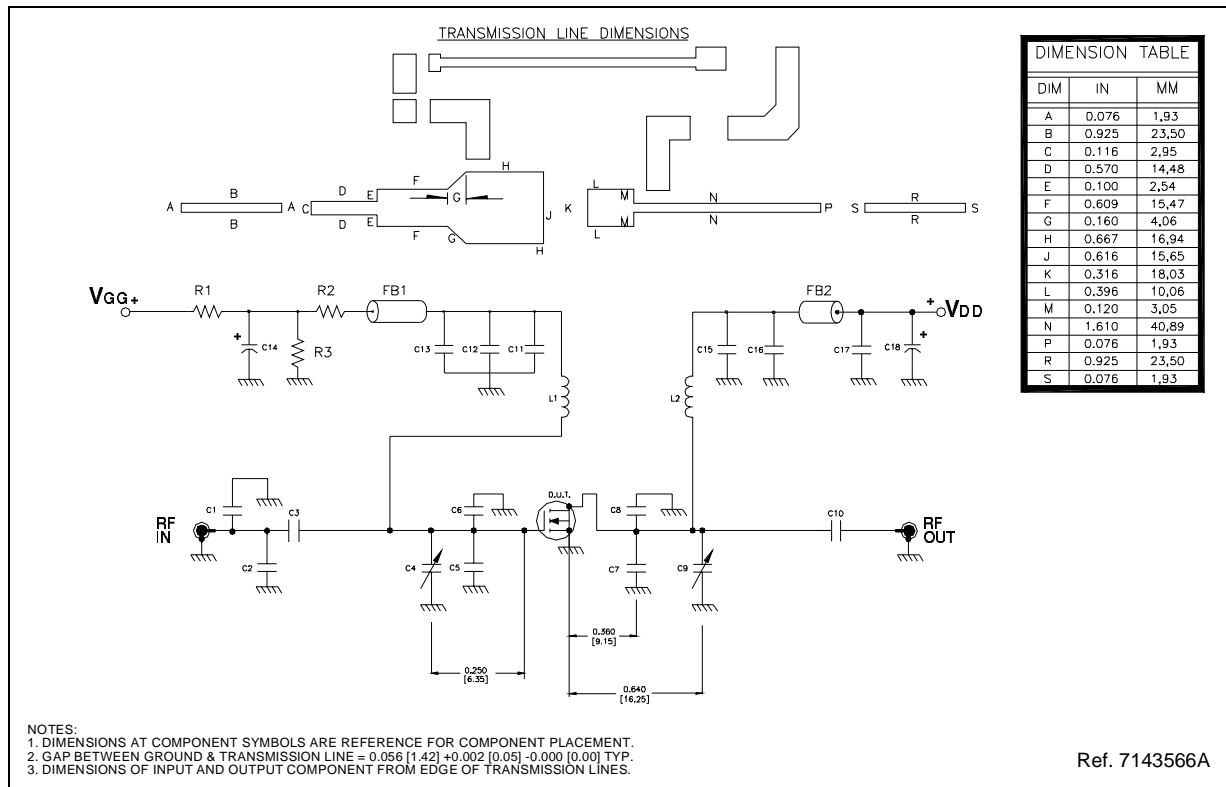 TRANSMISSION LINE DIMENSIONS
DIMENSION TABLE
DIM IN MM
A 0.076 1,93
B 0.925 23,50
C 0.116 2,95
D 0.570 14,48
E 0.100 2,54
F 0.609 15,47
G 0.160 4,06
H 0.667 16,94
J 0.616 15,65
K 0.316 18,03
L 0.396 10,06
M 0.120 3,05
N 1.610 40,89
P 0.076 1,93
R 0.925 23,50
S 0.076 1,93
H
B D E F G L M N R
A A C J K P S S
B D E F G L M N R
H
VGG+ R1 R2 FB1 FB2 + VDD
+ C14 R3 C13 C12 C11 C15 C16 C17 + C18
L1 L2
D.U.T.
C1 C3 C6 C8 C10
RF IN
RF OUT
C2 C4 C5 C7 C9
0.360
[9.15]
0.250
[6.35]
0.640
[16.25]
NOTES:
1. DIMENSIONS AT COMPONENT SYMBOLS ARE REFERENCE FOR COMPONENT PLACEMENT.
2. GAP BETWEEN GROUND & TRANSMISSION LINE = 0.056 [1.42] +0.002 [0.05] -0.000 [0.00] TYP.
3. DIMENSIONS OF INPUT AND OUTPUT COMPONENT FROM EDGE OF TRANSMISSION LINES.
Ref. 7143566A